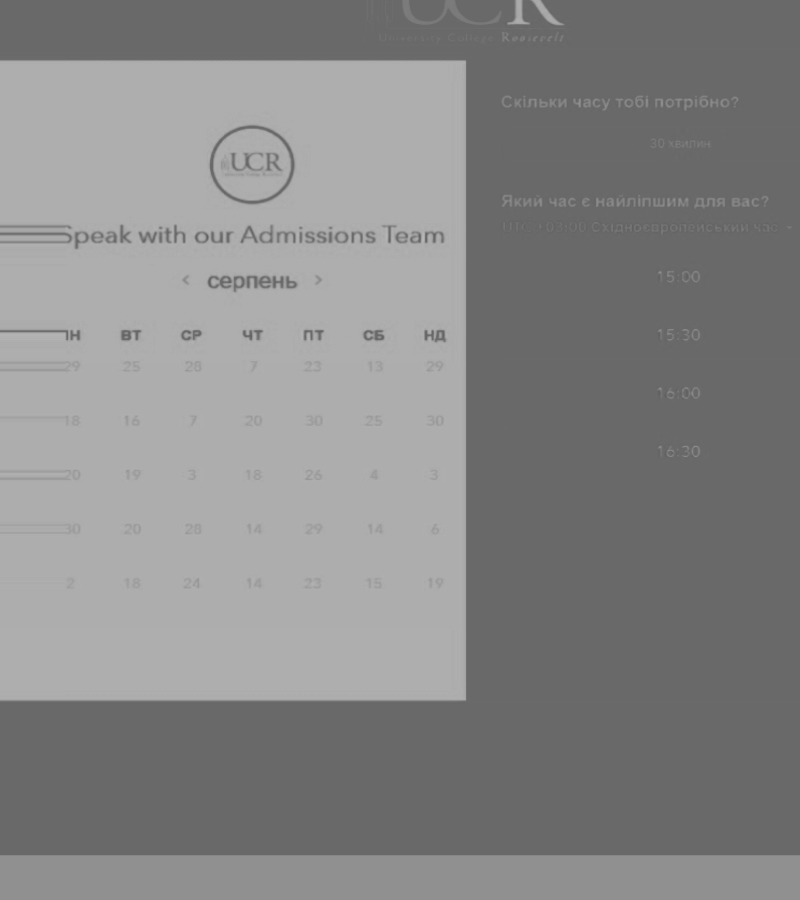 UCR
University College Roosevelt
UCR
Speak with our Admissions Team
< серпень >
ПН ВТ СР ЧТ ПТ СБ НД
29 25 28 7 23 13 29
18 16 7 20 30 25 30
20 19 3 18 26 4 3
30 20 28 14 29 14 6
2 18 24 14 23 15 19
Скільки часу тобі потрібно?
30 хвилин
Який час є найліпшим для вас?
UTC +03:00 Східноєвропейський час
15:00
15:30
16:00
16:30